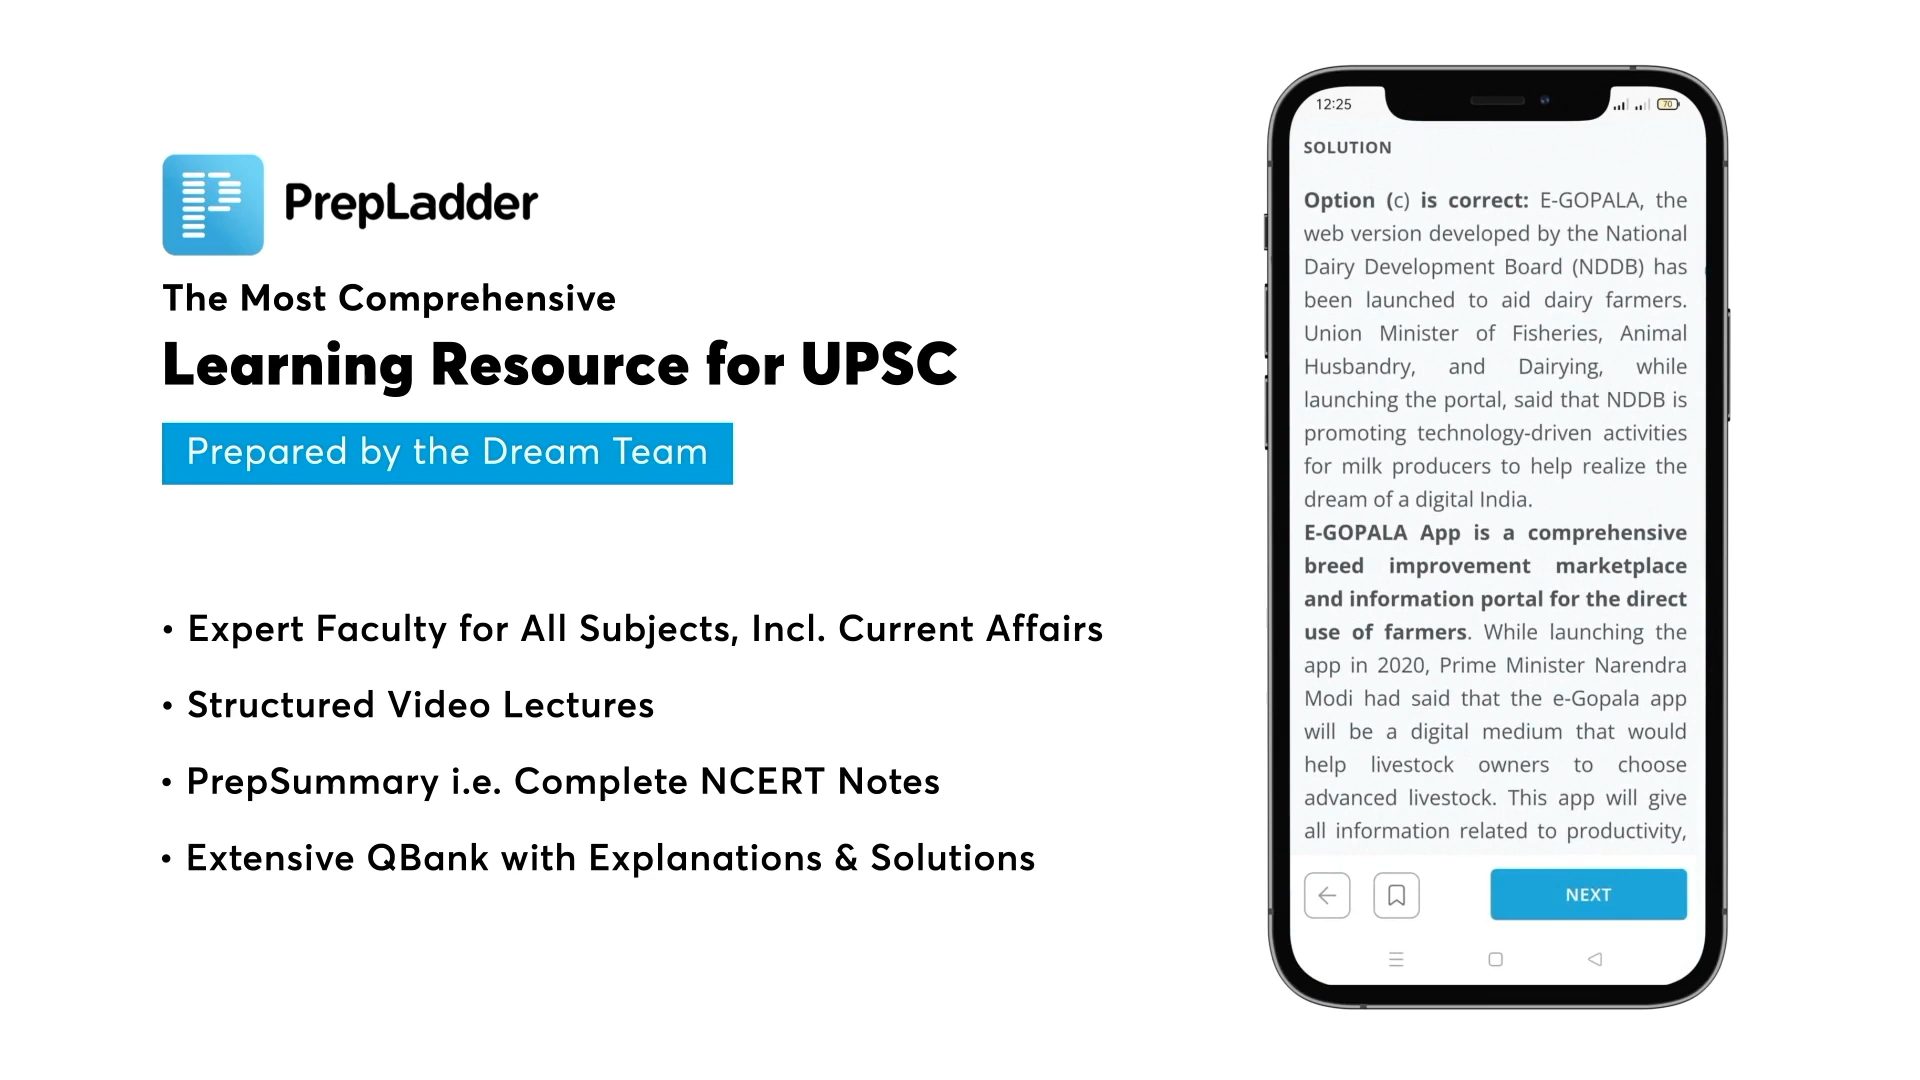 PrepLadder
The Most Comprehensive
Learning Resource for UPSC
Prepared by the Dream Team
• Expert Faculty for All Subjects, Incl. Current Affairs
• Structured Video Lectures
• PrepSummary i.e. Complete NCERT Notes
• Extensive QBank with Explanations & Solutions
12:25
70
SOLUTION
Option (c) is correct: E-GOPALA, the
web version developed by the National
Dairy Development Board (NDDB) has
been launched to aid dairy farmers.
Union Minister of Fisheries, Animal
Husbandry, and Dairying, while
launching the portal, said that NDDB is
promoting technology-driven activities
for milk producers to help realize the
dream of a digital India.
E-GOPALA App is a comprehensive
breed improvement marketplace
and information portal for the direct
use of farmers. While launching the
app in 2020, Prime Minister Narendra
Modi had said that the e-Gopala app
will be a digital medium that would
help livestock owners to choose
advanced livestock. This app will give
all information related to productivity,
NEXT